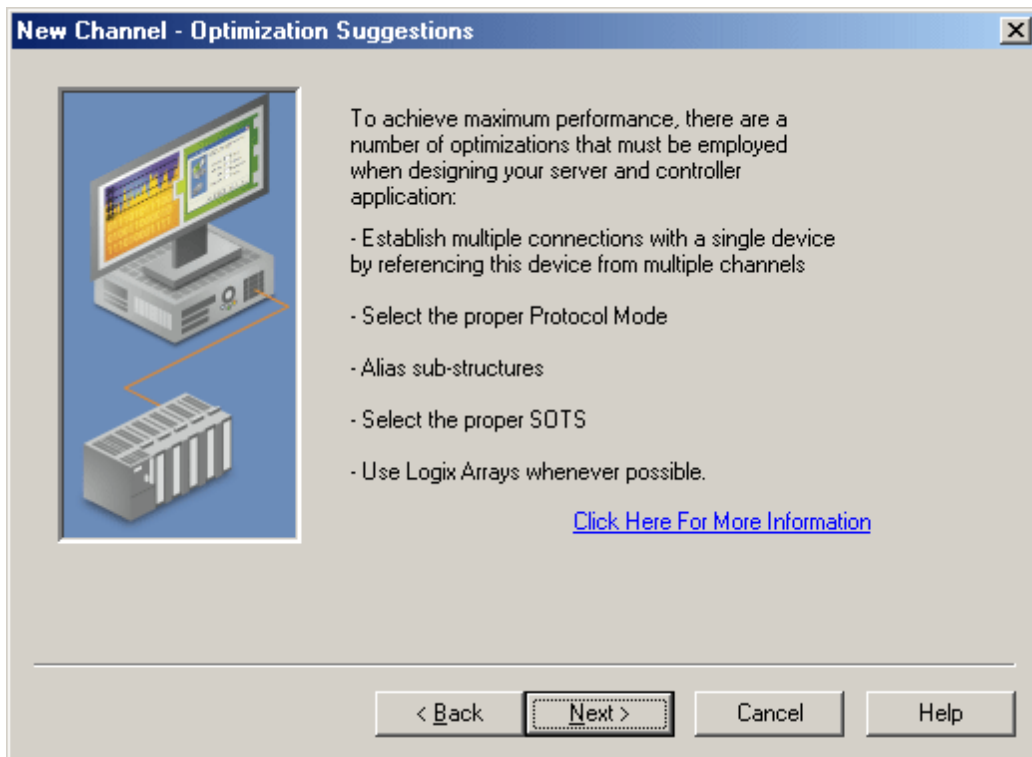 New Channel - Optimization Suggestions
To achieve maximum performance, there are a
number of optimizations that must be employed
when designing your server and controller
application:
- Establish multiple connections with a single device
by referencing this device from multiple channels
- Select the proper Protocol Mode
- Alias sub-structures
- Select the proper SOTS
- Use Logix Arrays whenever possible.
Click Here For More Information
< Back
Next >
Cancel
Help